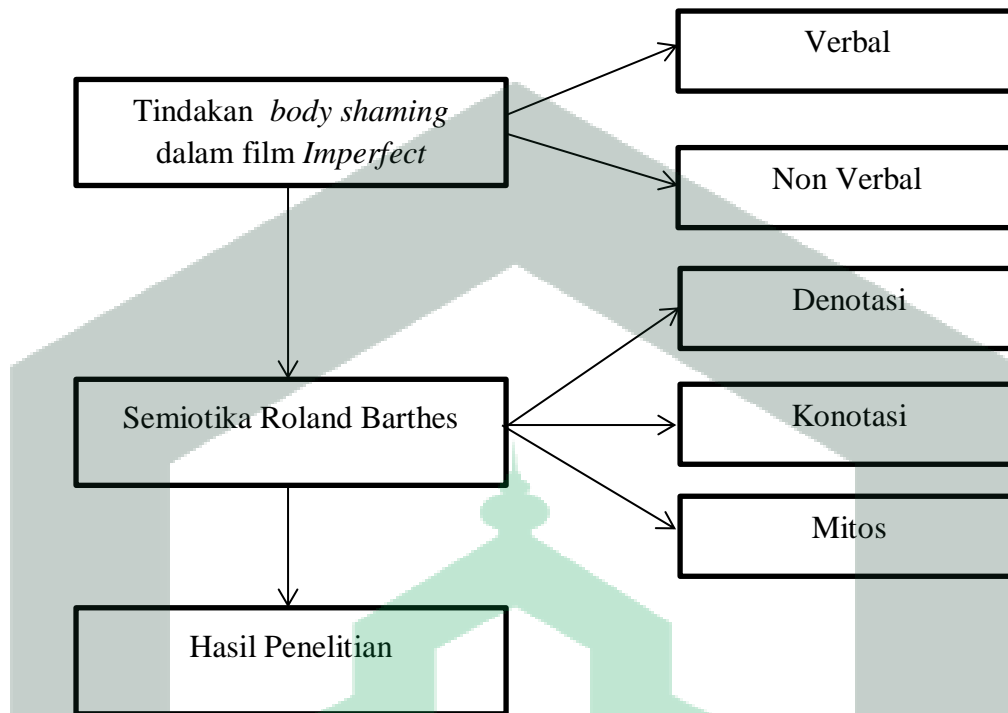 Verbal
Tindakan body shaming
dalam film Imperfect
Non Verbal
Denotasi
Semiotika Roland Barthes
Konotasi
Mitos
Hasil Penelitian